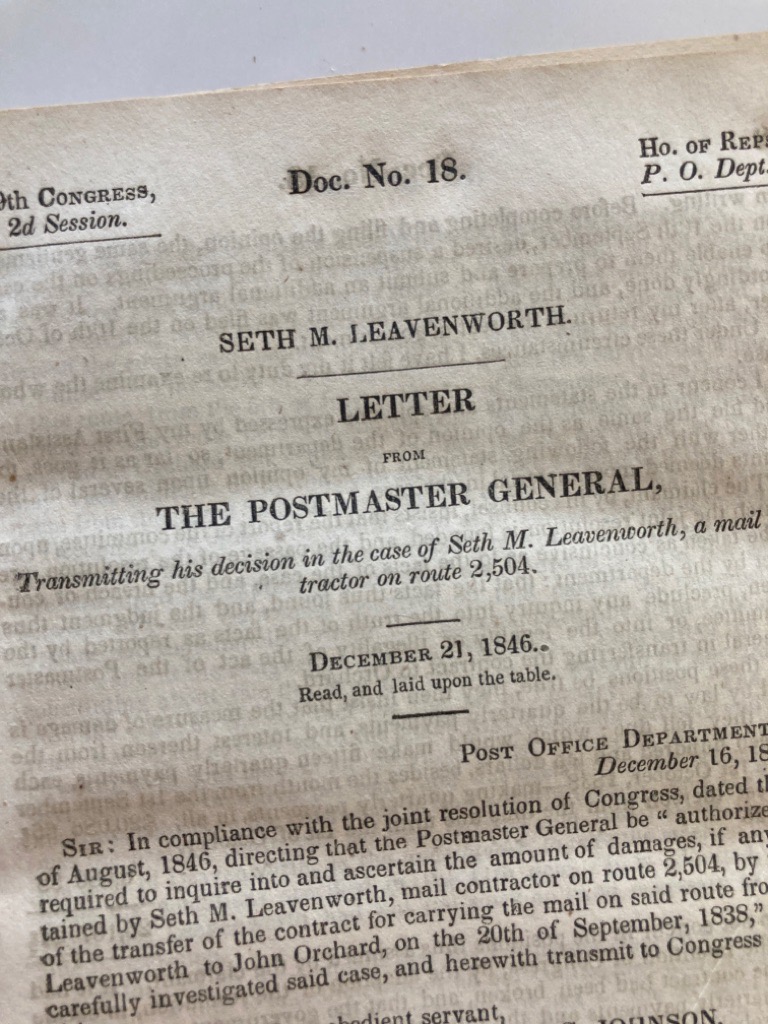 9th CONGRESS,
2d Session.
Doc. No. 18.
HO. OF REPS
P. O. Dept.
SETH M. LEAVENWORTH.
LETTER
FROM
THE POSTMASTER GENERAL,
Transmitting his decision in the case of Seth M. Leavenworth, a mail
tractor on route 2,504.
DECEMBER 21, 1846.
Read, and laid upon the table.
POST OFFICE DEPARTMENT
December 16, 18
SIR: In compliance with the joint resolution of Congress, dated th
of August, 1846, directing that the Postmaster General be “ authorize
required to inquire into and ascertain the amount of damages, if any
tained by Seth M. Leavenworth, mail contractor on route 2,504, by
of the transfer of the contract for carrying the mail on said route fro
Leavenworth to John Orchard, on the 20th of September, 1838,”
carefully investigated said case, and herewith transmit to Congress
bedient servant,
JOHNSON.